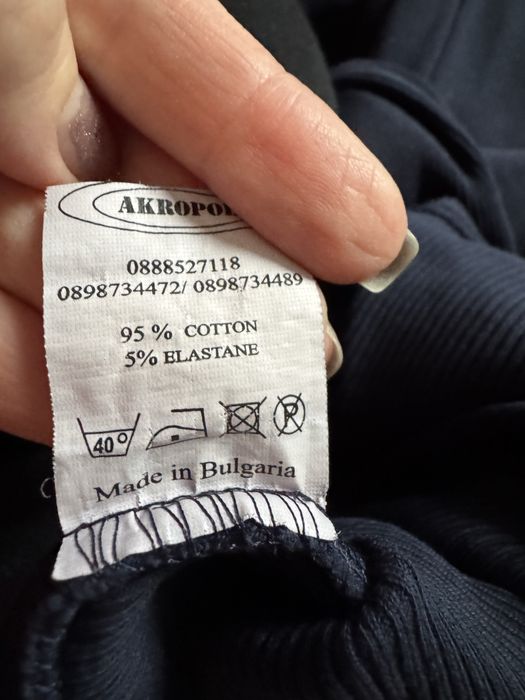 0888527118
0898734472/ 0898734489
95 % COTTON
5% ELASTANE
40°
P
Made in Bulgaria